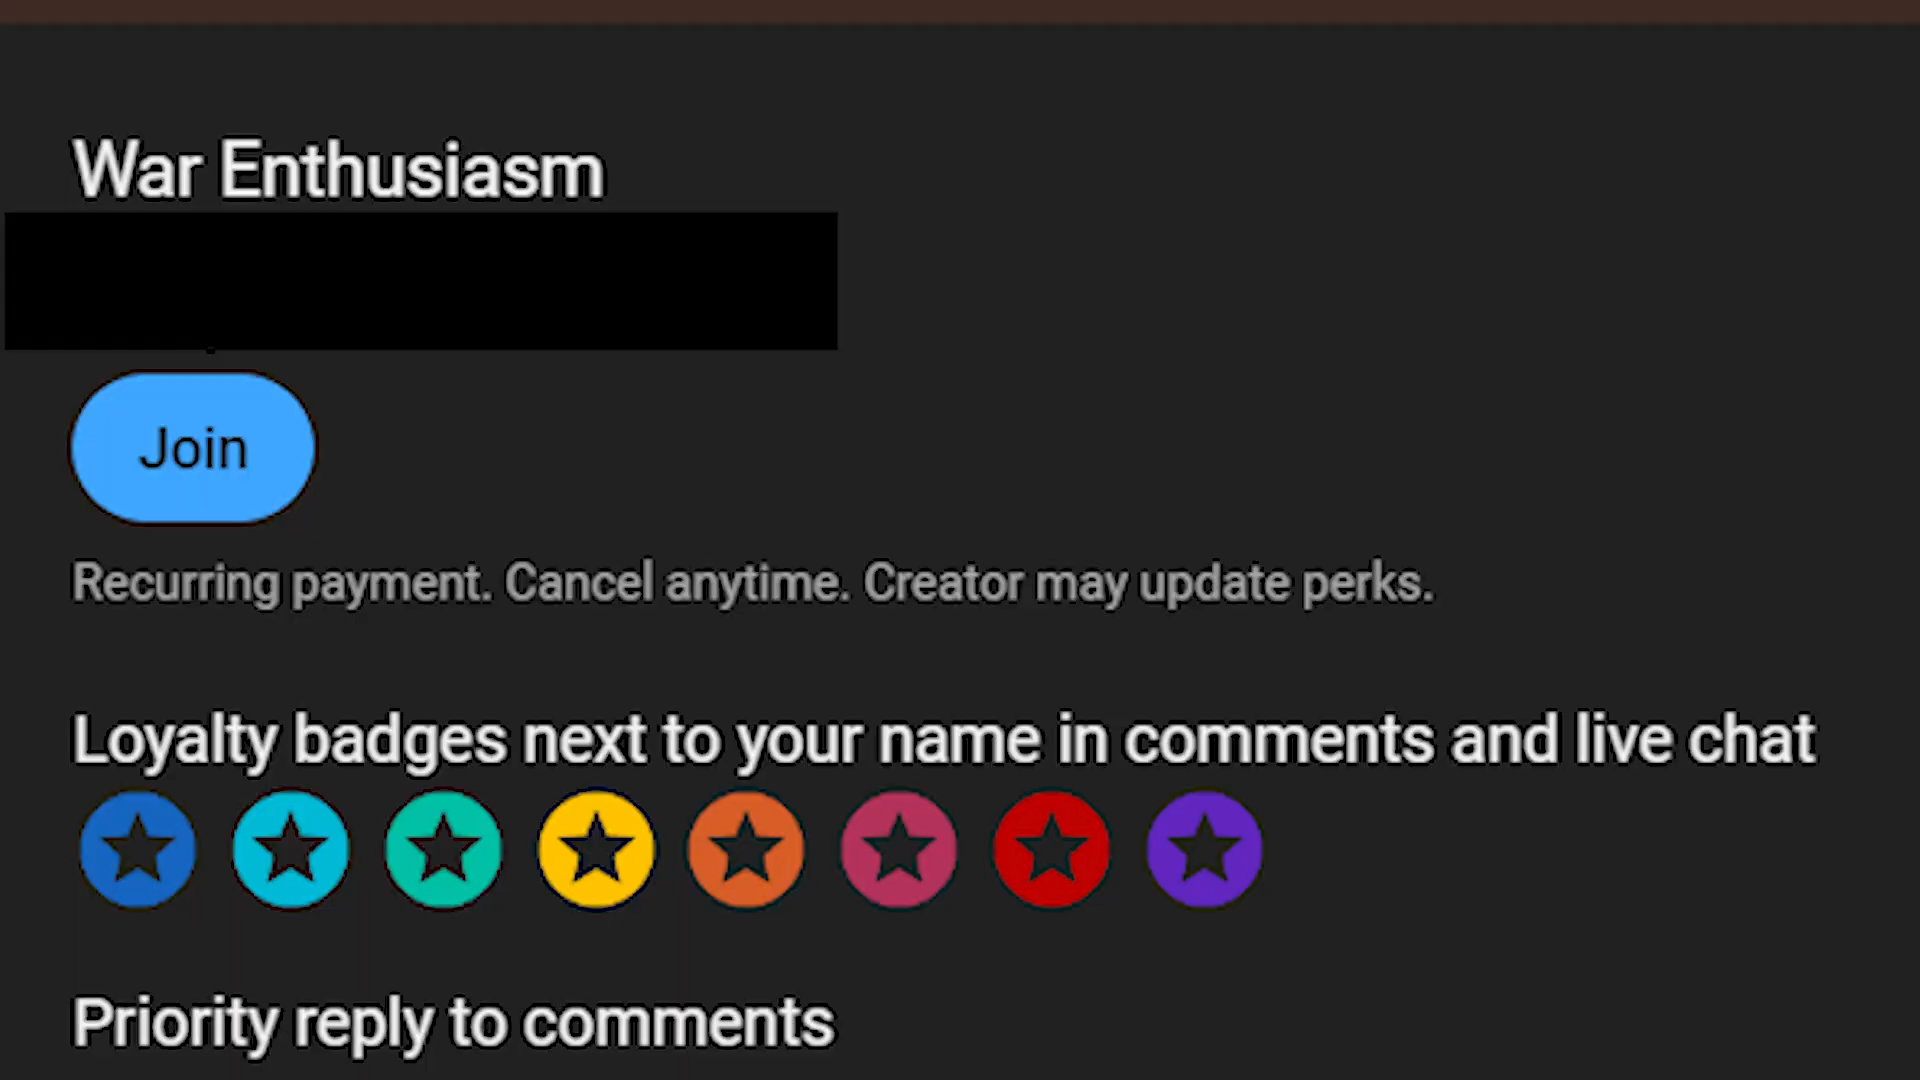 War Enthusiasm
Join
Recurring payment. Cancel anytime. Creator may update perks.
Loyalty badges next to your name in comments and live chat
Priority reply to comments